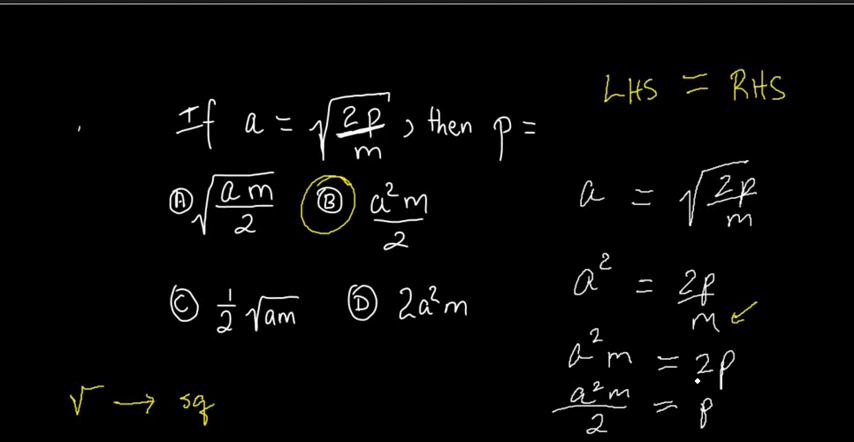 LHS = RHS
If a = √(2p/m), then p =
Ⓐ √(am/2) Ⓑ a²m/2
Ⓒ 1/2 √am Ⓓ 2a²m
a = √(2p/m)
a² = 2p/m
a²m = 2p
a²m/2 = p
√ → sq